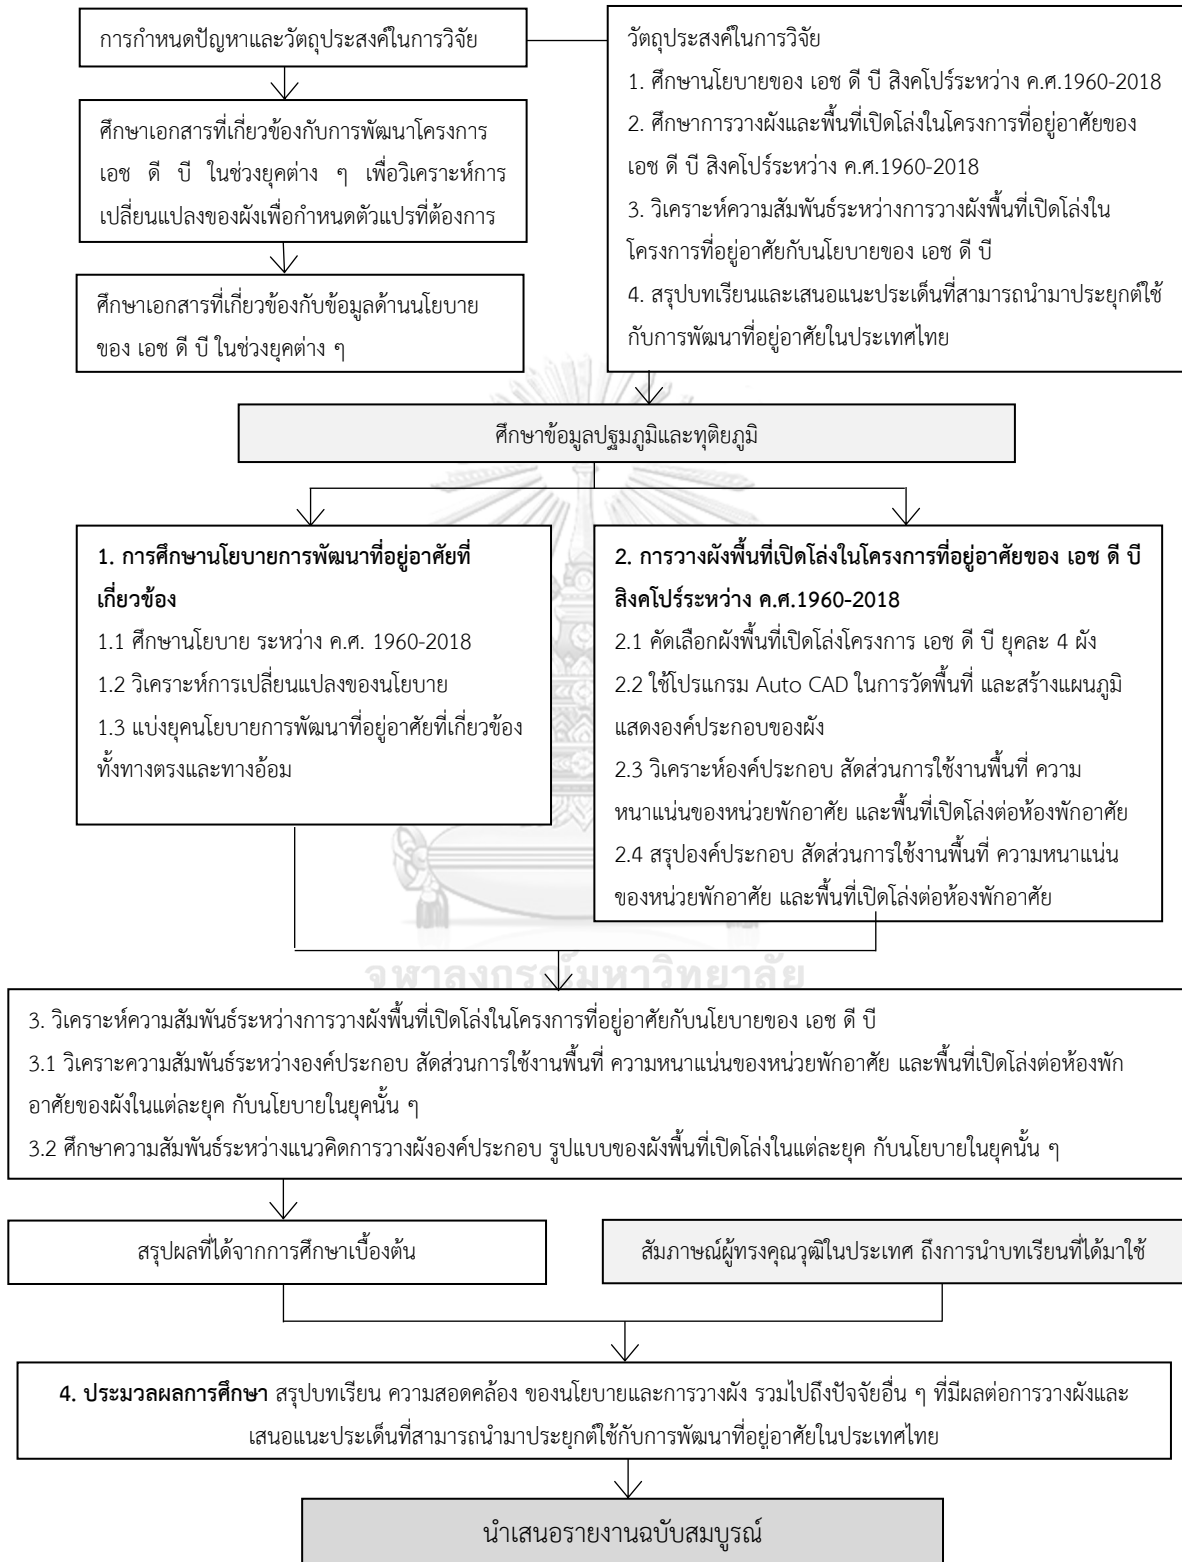 การกำหนดปัญหาและวัตถุประสงค์ในการวิจัย
ศึกษาเอกสารที่เกี่ยวข้องกับการพัฒนาโครงการ
เอช ดี บี ในช่วงยุคต่าง ๆ เพื่อวิเคราะห์การ
เปลี่ยนแปลงของผังเพื่อกำหนดตัวแปรที่ต้องการ
ศึกษาเอกสารที่เกี่ยวข้องกับข้อมูลด้านนโยบาย
ของ เอช ดี บี ในช่วงยุคต่าง ๆ
วัตถุประสงค์ในการวิจัย
1. ศึกษานโยบายของ เอช ดี บี สิงคโปร์ระหว่าง ค.ศ.1960-2018
2. ศึกษาการวางผังและพื้นที่เปิดโล่งในโครงการที่อยู่อาศัยของ
เอช ดี บี สิงคโปร์ระหว่าง ค.ศ.1960-2018
3. วิเคราะห์ความสัมพันธ์ระหว่างการวางผังพื้นที่เปิดโล่งใน
โครงการที่อยู่อาศัยกับนโยบายของ เอช ดี บี
4. สรุปบทเรียนและเสนอแนะประเด็นที่สามารถนำมาประยุกต์ใช้
กับการพัฒนาที่อยู่อาศัยในประเทศไทย
ศึกษาข้อมูลปฐมภูมิและทุติยภูมิ
1. การศึกษานโยบายการพัฒนาที่อยู่อาศัยที่
เกี่ยวข้อง
1.1 ศึกษานโยบาย ระหว่าง ค.ศ. 1960-2018
1.2 วิเคราะห์การเปลี่ยนแปลงของนโยบาย
1.3 แบ่งยุคนโยบายการพัฒนาที่อยู่อาศัยที่เกี่ยวข้อง
ทั้งทางตรงและทางอ้อม
2. การวางผังพื้นที่เปิดโล่งในโครงการที่อยู่อาศัยของ เอช ดี บี
สิงคโปร์ระหว่าง ค.ศ.1960-2018
2.1 คัดเลือกผังพื้นที่เปิดโล่งโครงการ เอช ดี บี ยุคละ 4 ผัง
2.2 ใช้โปรแกรม Auto CAD ในการวัดพื้นที่ และสร้างแผนภูมิ
แสดงองค์ประกอบของผัง
2.3 วิเคราะห์องค์ประกอบ สัดส่วนการใช้งานพื้นที่ ความ
หนาแน่นของหน่วยพักอาศัย และพื้นที่เปิดโล่งต่อห้องพักอาศัย
2.4 สรุปองค์ประกอบ สัดส่วนการใช้งานพื้นที่ ความหนาแน่น
ของหน่วยพักอาศัย และพื้นที่เปิดโล่งต่อห้องพักอาศัย
จุฬาลงกรณ์มหาวิทยาลัย
3. วิเคราะห์ความสัมพันธ์ระหว่างการวางผังพื้นที่เปิดโล่งในโครงการที่อยู่อาศัยกับนโยบายของ เอช ดี บี
3.1 วิเคราะความสัมพันธ์ระหว่างองค์ประกอบ สัดส่วนการใช้งานพื้นที่ ความหนาแน่นของหน่วยพักอาศัย และพื้นที่เปิดโล่งต่อห้องพัก
อาศัยของผังในแต่ละยุค กับนโยบายในยุคนั้น ๆ
3.2 ศึกษาความสัมพันธ์ระหว่างแนวคิดการวางผังองค์ประกอบ รูปแบบของผังพื้นที่เปิดโล่งในแต่ละยุค กับนโยบายในยุคนั้น ๆ
สรุปผลที่ได้จากการศึกษาเบื้องต้น
สัมภาษณ์ผู้ทรงคุณวุฒิในประเทศ ถึงการนำบทเรียนที่ได้มาใช้
4. ประมวลผลการศึกษา สรุปบทเรียน ความสอดคล้อง ของนโยบายและการวางผัง รวมไปถึงปัจจัยอื่น ๆ ที่มีผลต่อการวางผังและ
เสนอแนะประเด็นที่สามารถนำมาประยุกต์ใช้กับการพัฒนาที่อยู่อาศัยในประเทศไทย
นำเสนอรายงานฉบับสมบูรณ์